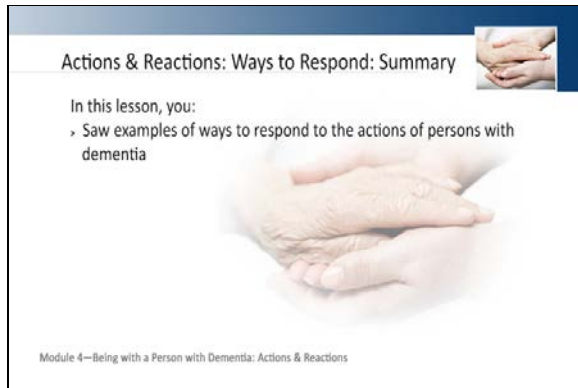 Actions & Reactions: Ways to Respond: Summary
In this lesson, you:
› Saw examples of ways to respond to the actions of persons with
dementia
Module 4—Being with a Person with Dementia: Actions & Reactions